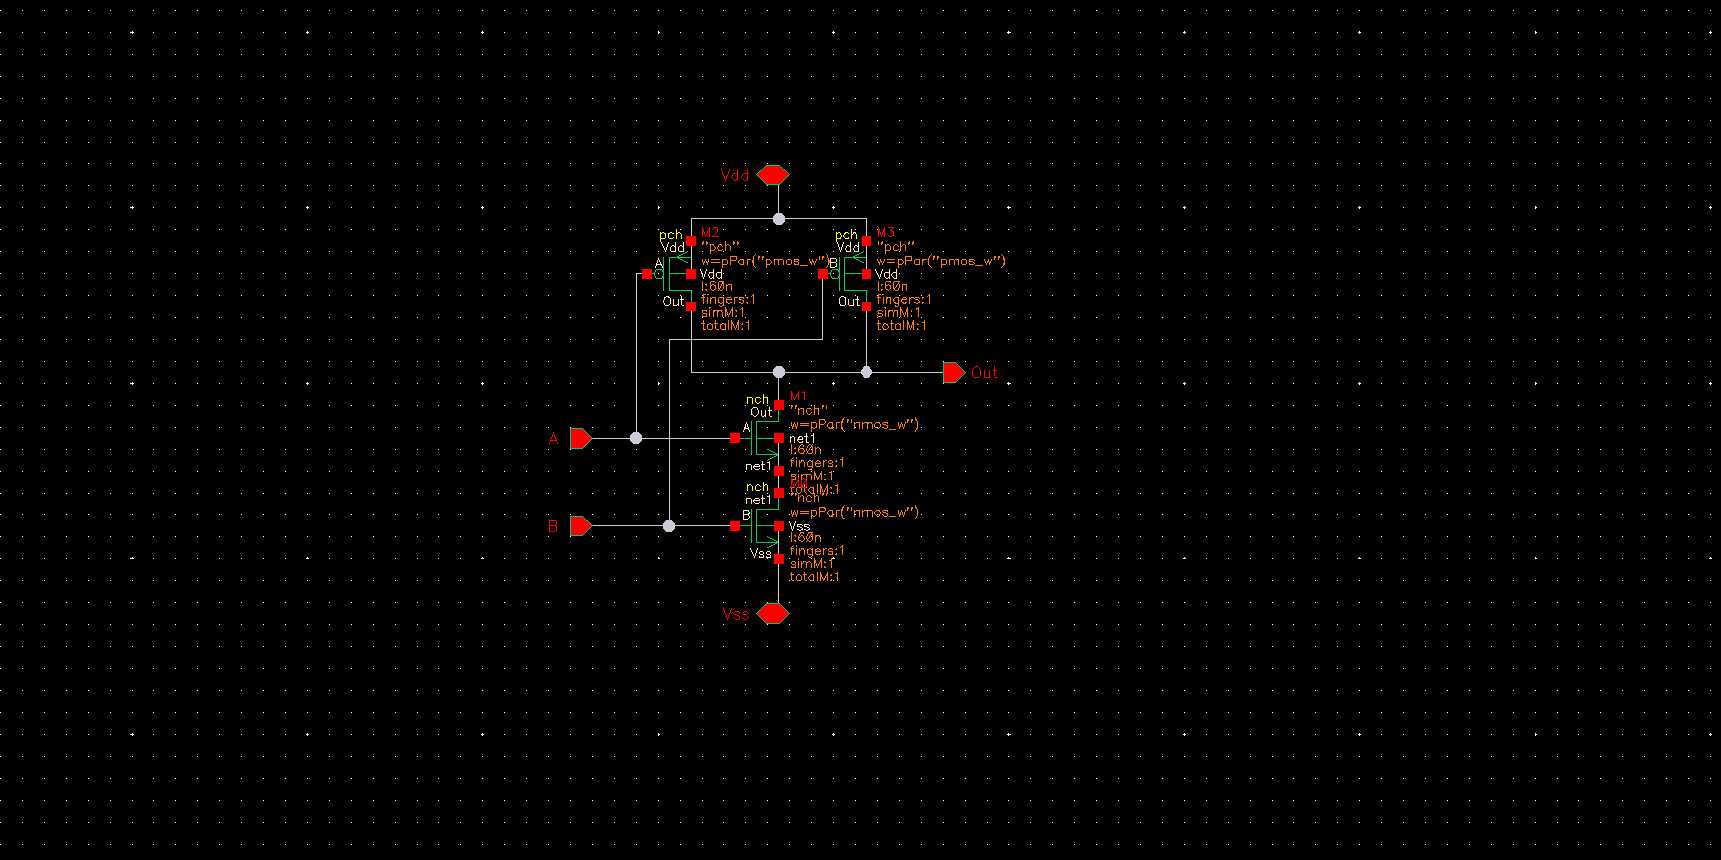 Vdd
pch
M2
Vdd
"pch"
w=pPar("pmos_w")
A
Vdd
l:60n
Out
fingers:1
simM:1
totalM:1
pch
M3
Vdd
"pch"
w=pPar("pmos_w")
B
Vdd
l:60n
Out
fingers:1
simM:1
totalM:1
Out
nch
M1
Out
"nch"
w=pPar("nmos_w")
A
A
net1
l:60n
fingers:1
net1
simM:1
totalM:1
nch
net1
"nch"
w=pPar("nmos_w")
B
B
Vss
l:60n
fingers:1
Vss
simM:1
totalM:1
Vss